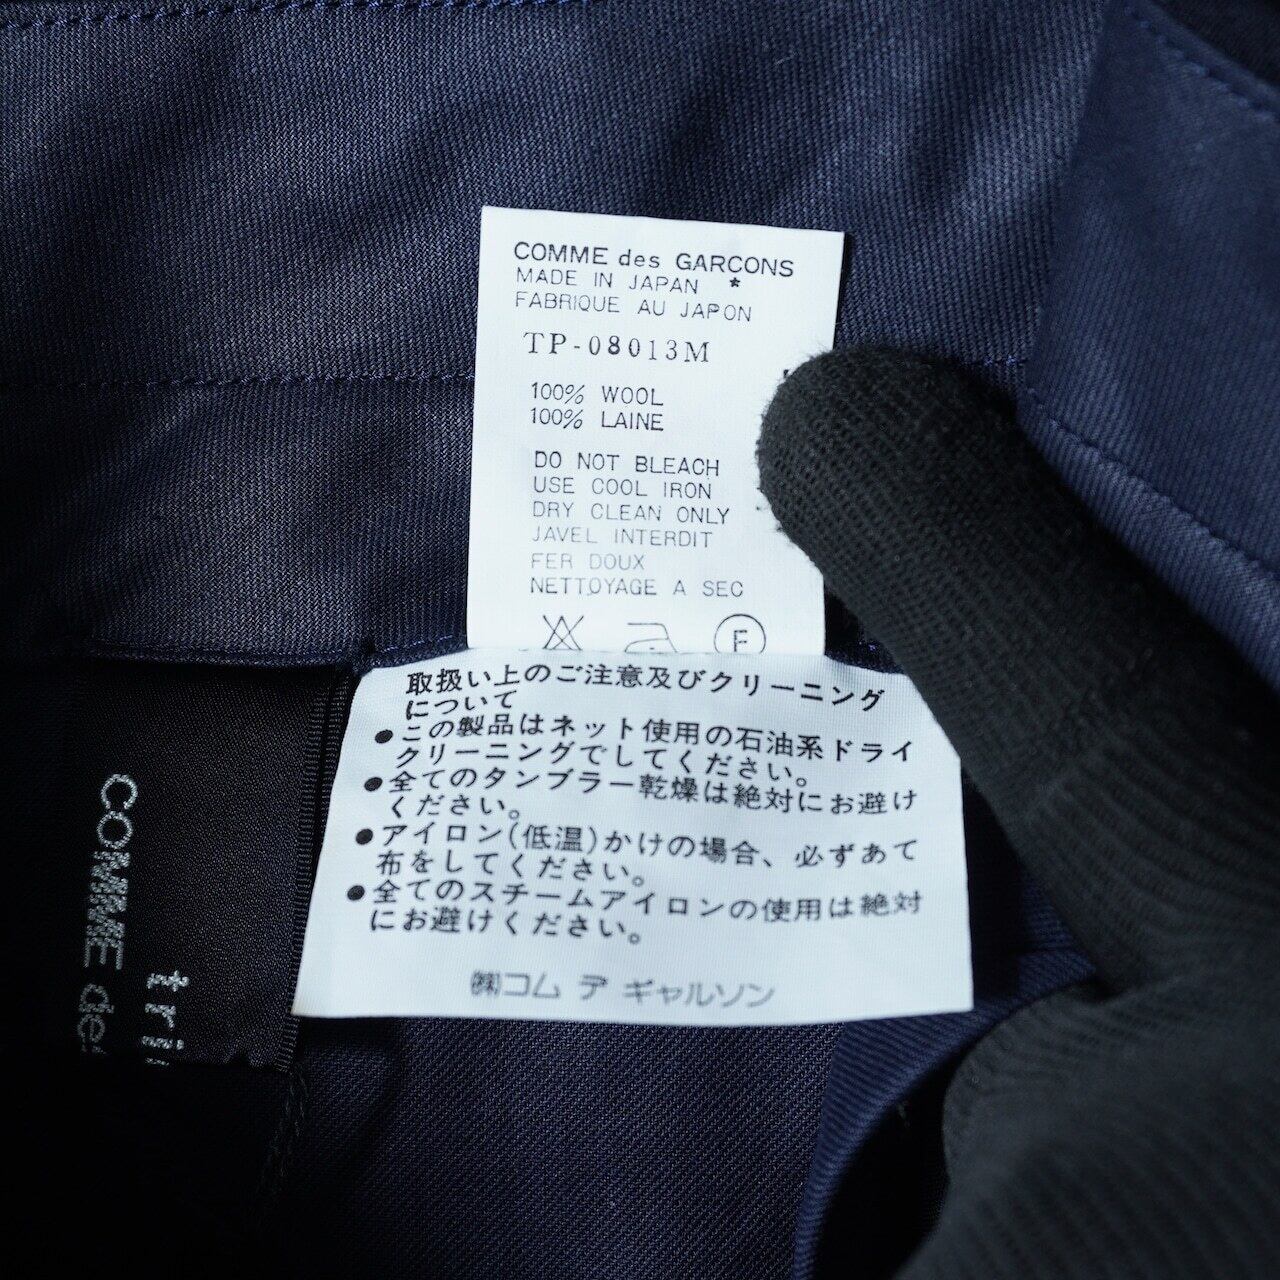 COMME des GARCONS
MADE IN JAPAN *
FABRIQUE AU JAPON
TP-08013M
100% WOOL
100% LAINE
DO NOT BLEACH
USE COOL IRON
DRY CLEAN ONLY
JAVEL INTERDIT
FER DOUX
NETTOYAGE A SEC
F
取扱い上のご注意及びクリーニング
について
●この製品はネット使用の石油系ドライ
クリーニングでしてください。
●全てのタンブラー乾燥は絶対にお避け
ください。
●アイロン(低温)かけの場合、必ずあて
布をしてください。
●全てのスチームアイロンの使用は絶対
にお避けください。
㈱コム デ ギャルソン
COMME des